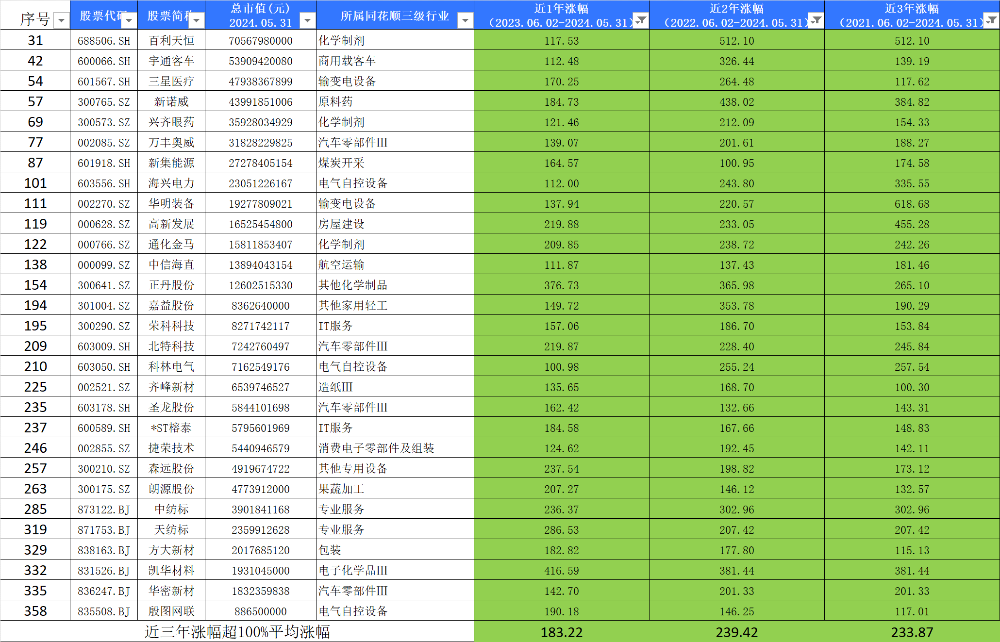 序号 股票代码 股票简称 总市值(元) 2024.05.31 所属同花顺三级行业 近1年涨幅 (2023.06.02-2024.05.31) 近2年涨幅 (2022.06.02-2024.05.31) 近3年涨幅 (2021.06.02-2024.05.31)
31 688506.SH 百利天恒 70567980000 化学制剂 117.53 512.10 512.10
42 600066.SH 宇通客车 53909420080 商用载客车 112.48 326.44 139.19
54 601567.SH 三星医疗 47938367899 输变电设备 170.25 264.48 117.62
57 300765.SZ 新诺威 43991851006 原料药 184.73 438.02 384.82
69 300573.SZ 兴齐眼药 35928034929 化学制剂 121.46 212.09 154.33
77 002085.SZ 万丰奥威 31828229825 汽车零部件Ⅲ 139.07 201.61 188.27
87 601918.SH 新集能源 27278405154 煤炭开采 164.57 100.95 174.58
101 603556.SH 海兴电力 23051226167 电气自控设备 112.00 243.80 335.55
111 002270.SZ 华明装备 19277809021 输变电设备 137.94 220.57 618.68
119 000628.SZ 高新发展 16525454800 房屋建设 219.88 233.05 455.28
122 000766.SZ 通化金马 15811853407 化学制剂 209.85 238.72 242.26
138 000099.SZ 中信海直 13894043154 航空运输 111.87 137.43 181.46
154 300641.SZ 正丹股份 12602515330 其他化学制品 376.73 365.98 265.10
194 301004.SZ 嘉益股份 8362640000 其他家用轻工 149.72 353.78 190.29
195 300290.SZ 荣科科技 8271742117 IT服务 157.06 186.70 153.84
209 603009.SH 北特科技 7242760497 汽车零部件Ⅲ 219.87 228.40 245.84
210 603050.SH 科林电气 7162549176 电气自控设备 100.98 255.24 257.54
225 002521.SZ 齐峰新材 6539746527 造纸Ⅲ 135.65 168.70 100.30
235 603178.SH 圣龙股份 5844101698 汽车零部件Ⅲ 162.42 132.66 143.31
237 600589.SH *ST榕泰 5795601969 IT服务 184.58 167.66 148.83
246 002855.SZ 捷荣技术 5440946579 消费电子零部件及组装 124.62 192.45 142.11
257 300210.SZ 森远股份 4919674722 其他专用设备 237.54 198.82 173.12
263 300175.SZ 朗源股份 4773912000 果蔬加工 207.27 146.12 132.57
285 873122.BJ 中纺标 3901841168 专业服务 236.37 302.96 302.96
319 871753.BJ 天纺标 2359912628 专业服务 286.53 207.42 207.42
329 838163.BJ 方大新材 2017685120 包装 182.82 177.80 115.13
332 831526.BJ 凯华材料 1931045000 电子化学品Ⅲ 416.59 381.44 381.44
335 836247.BJ 华密新材 1832359838 汽车零部件Ⅲ 142.70 201.33 201.33
358 835508.BJ 殷图网联 886500000 电气自控设备 190.18 146.25 117.01
近三年涨幅超100%平均涨幅 183.22 239.42 233.87